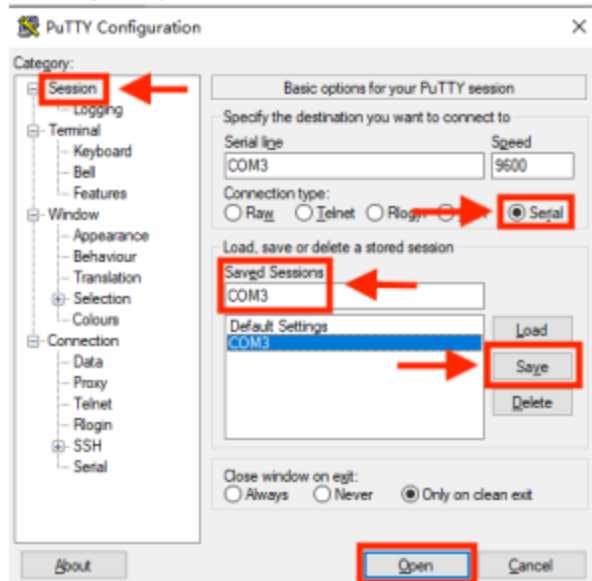 PuTTY Configuration
Category:
Session
Logging
Terminal
Keyboard
Bell
Features
Window
Appearance
Behaviour
Translation
Selection
Colours
Connection
Data
Proxy
Telnet
Rlogin
SSH
Serial
Basic options for your PuTTY session
Specify the destination you want to connect to
Serial line Speed
COM3 9600
Connection type:
Raw Telnet Rlogin Serial
Load, save or delete a stored session
Saved Sessions
COM3
Default Settings
COM3
Load
Save
Delete
Close window on exit:
Always Never Only on clean exit
About Open Cancel